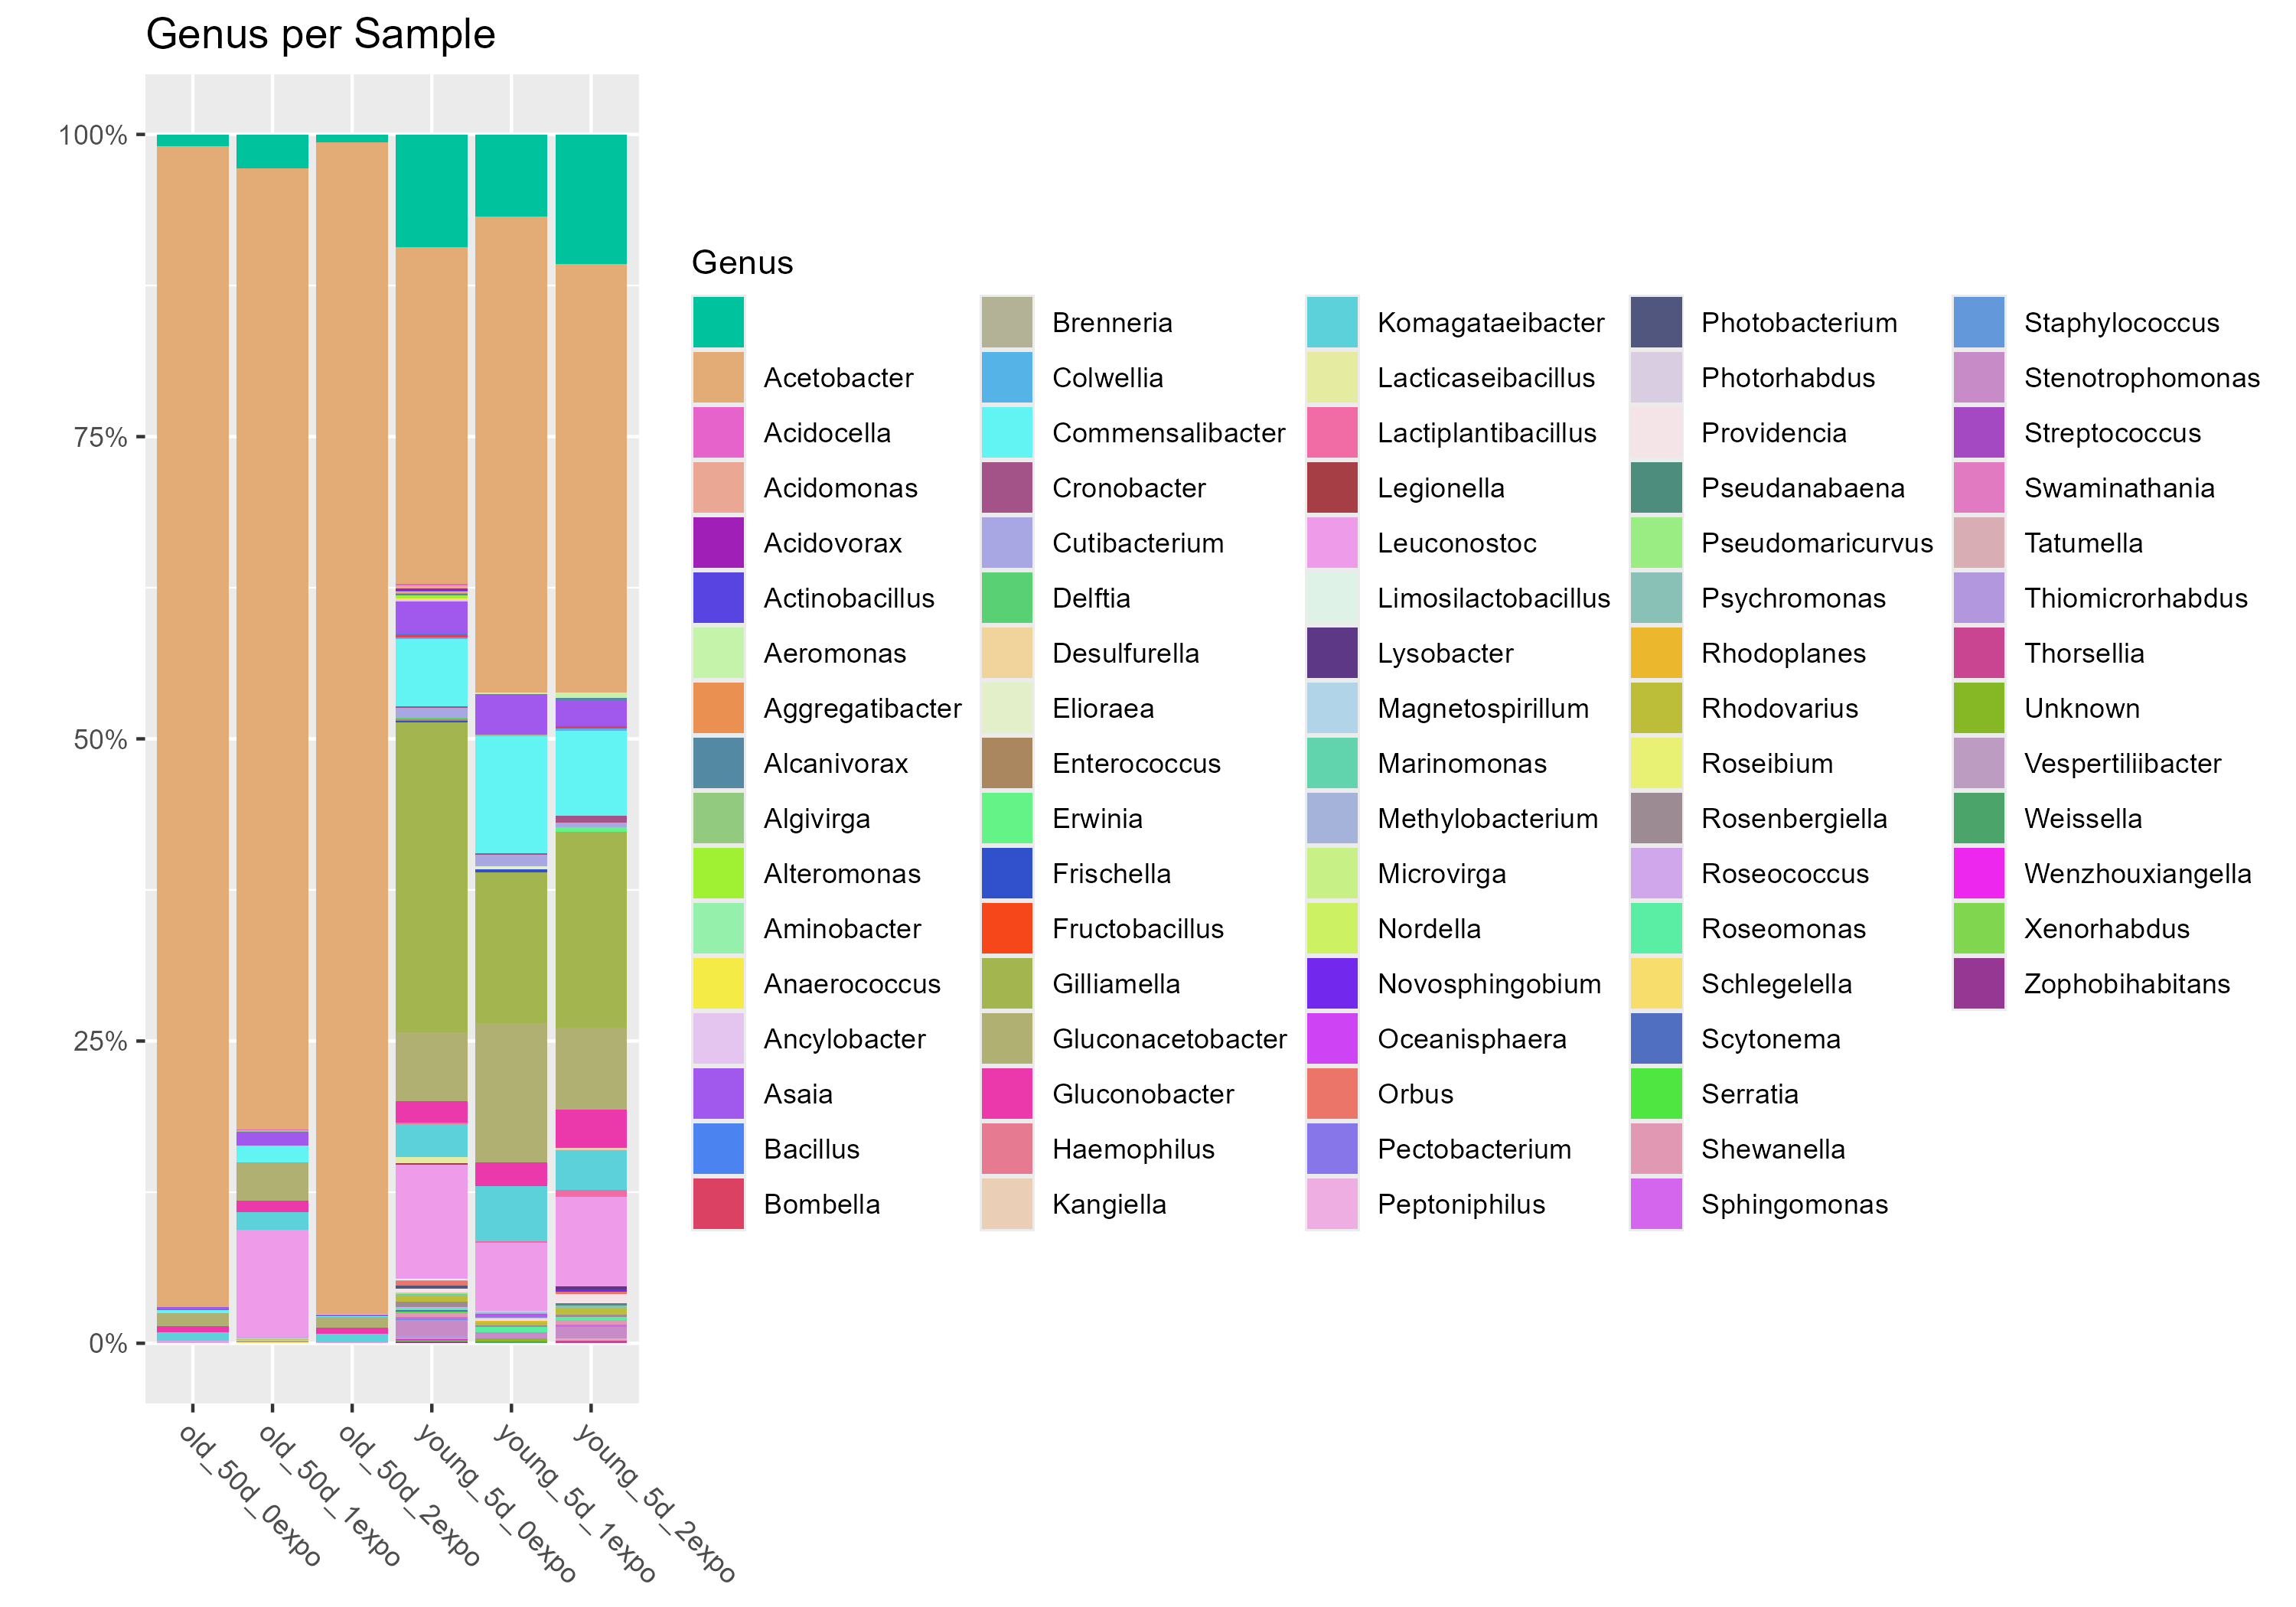 Genus per Sample
100%
75%
50%
25%
0%
old_50d_0expo
old_50d_1expo
old_50d_2expo
young_5d_0expo
young_5d_1expo
young_5d_2expo
Genus
Acetobacter
Acidocella
Acidomonas
Acidovorax
Actinobacillus
Aeromonas
Aggregatibacter
Alcanivorax
Algivirga
Alteromonas
Aminobacter
Anaerococcus
Ancylobacter
Asaia
Bacillus
Bombella
Brenneria
Colwellia
Commensalibacter
Cronobacter
Cutibacterium
Delftia
Desulfurella
Elioraea
Enterococcus
Erwinia
Frischella
Fructobacillus
Gilliamella
Gluconacetobacter
Gluconobacter
Haemophilus
Kangiella
Komagataeibacter
Lacticaseibacillus
Lactiplantibacillus
Legionella
Leuconostoc
Limosilactobacillus
Lysobacter
Magnetospirillum
Marinomonas
Methylobacterium
Microvirga
Nordella
Novosphingobium
Oceanisphaera
Orbus
Pectobacterium
Peptoniphilus
Photobacterium
Photorhabdus
Providencia
Pseudanabaena
Pseudomaricurvus
Psychromonas
Rhodoplanes
Rhodovarius
Roseibium
Rosenbergiella
Roseococcus
Roseomonas
Schlegelella
Scytonema
Serratia
Shewanella
Sphingomonas
Staphylococcus
Stenotrophomonas
Streptococcus
Swaminathania
Tatumella
Thiomicrorhabdus
Thorsellia
Unknown
Vespertiliibacter
Weissella
Wenzhouxiangella
Xenorhabdus
Zophobihabitans